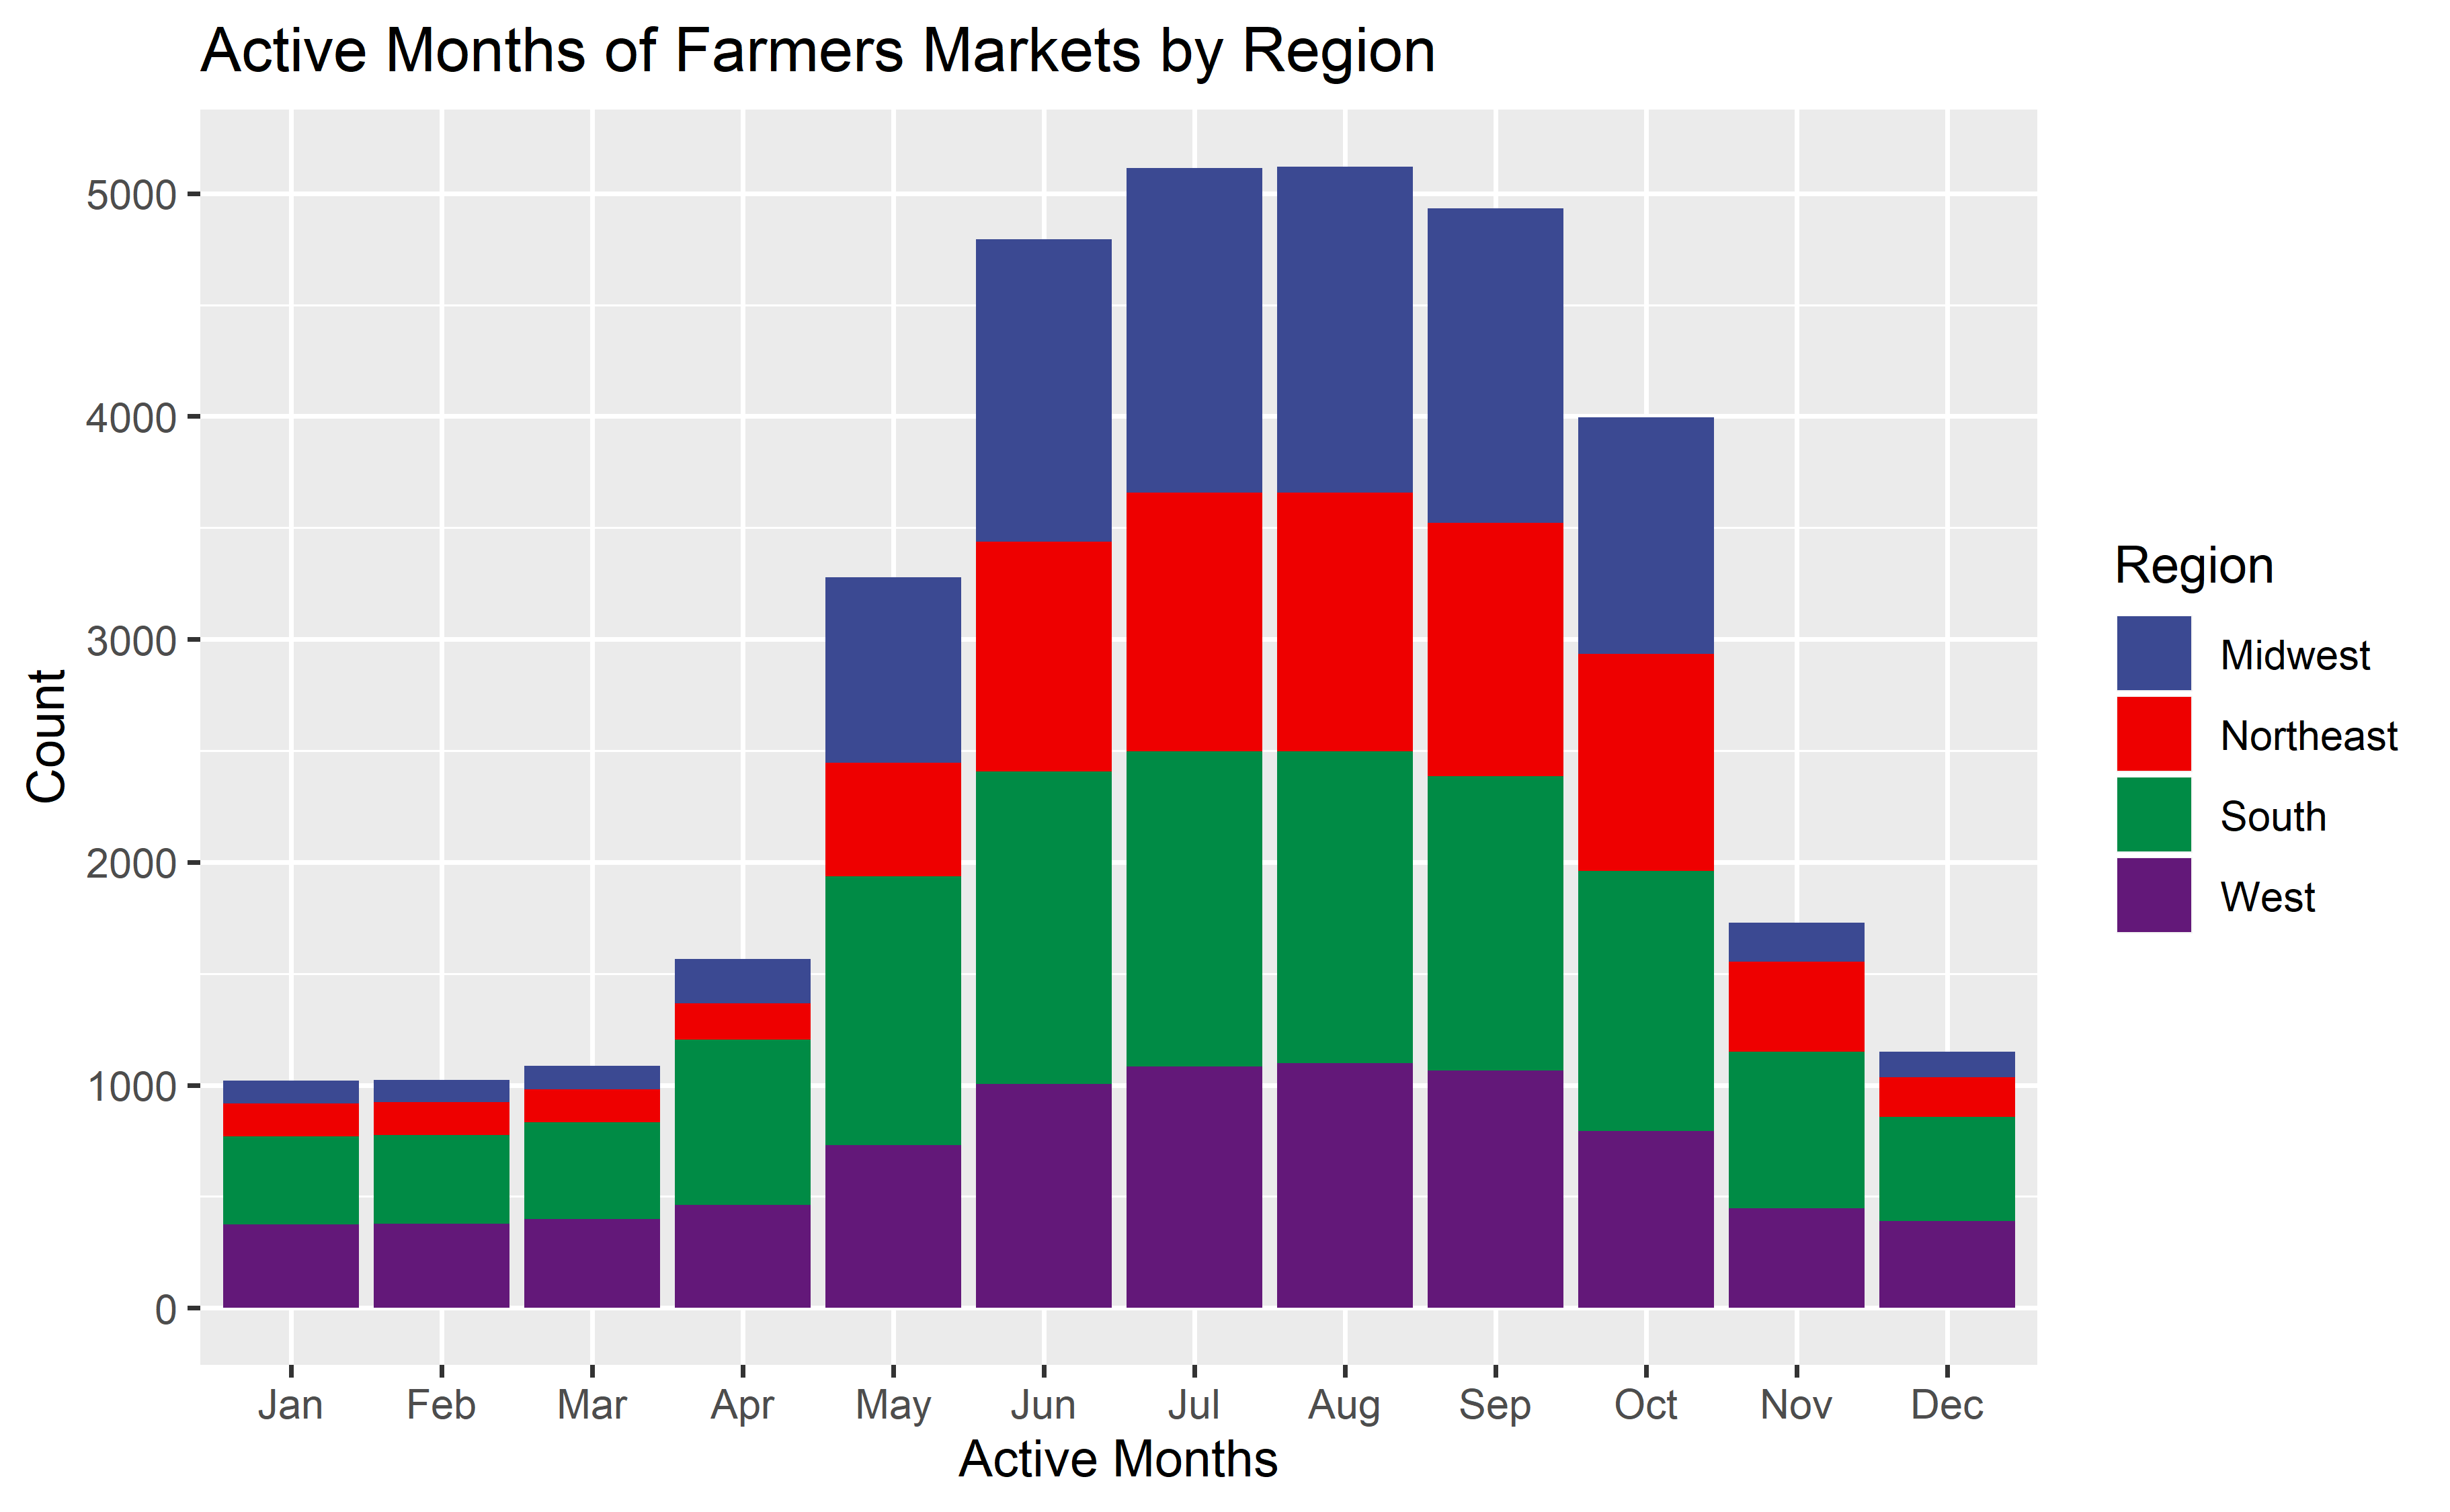 Active Months of Farmers Markets by Region
5000
4000
3000
2000
1000
0
Count
Jan Feb Mar Apr May Jun Jul Aug Sep Oct Nov Dec
Active Months
Region
Midwest
Northeast
South
West